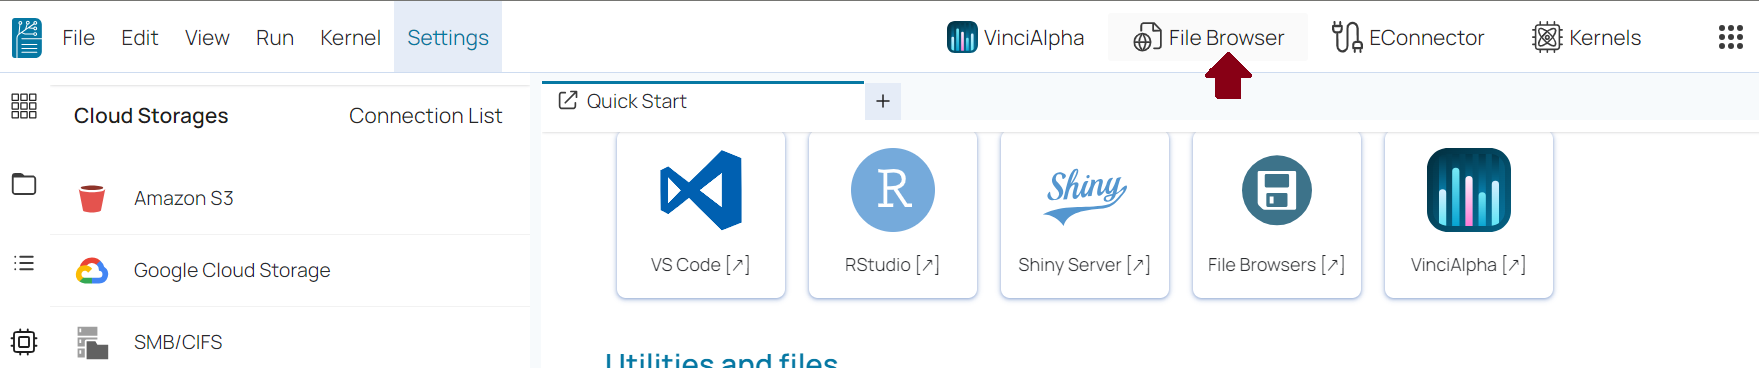 File Edit View Run Kernel Settings VinciAlpha File Browser EConnector Kernels
Quick Start +
Cloud Storages Connection List
Amazon S3
Google Cloud Storage
SMB/CIFS
R Shiny
VS Code [↗] RStudio [↗] Shiny Server [↗] File Browsers [↗] VinciAlpha [↗]
Utilities and files